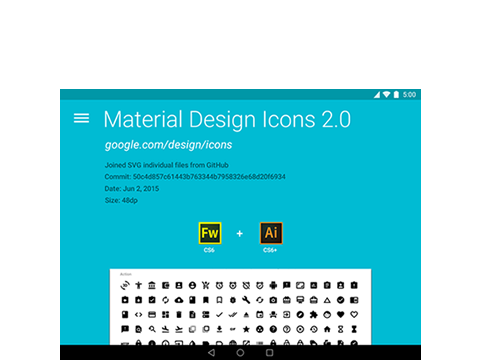 5:00
Material Design Icons 2.0
google.com/design/icons
Joined SVG individual files from GitHub
Commit: 50c4d857c61443b763344b7958326e68d20f6934
Date: Jun 2, 2015
Size: 48dp
Fw + Ai
CS6 CS6+